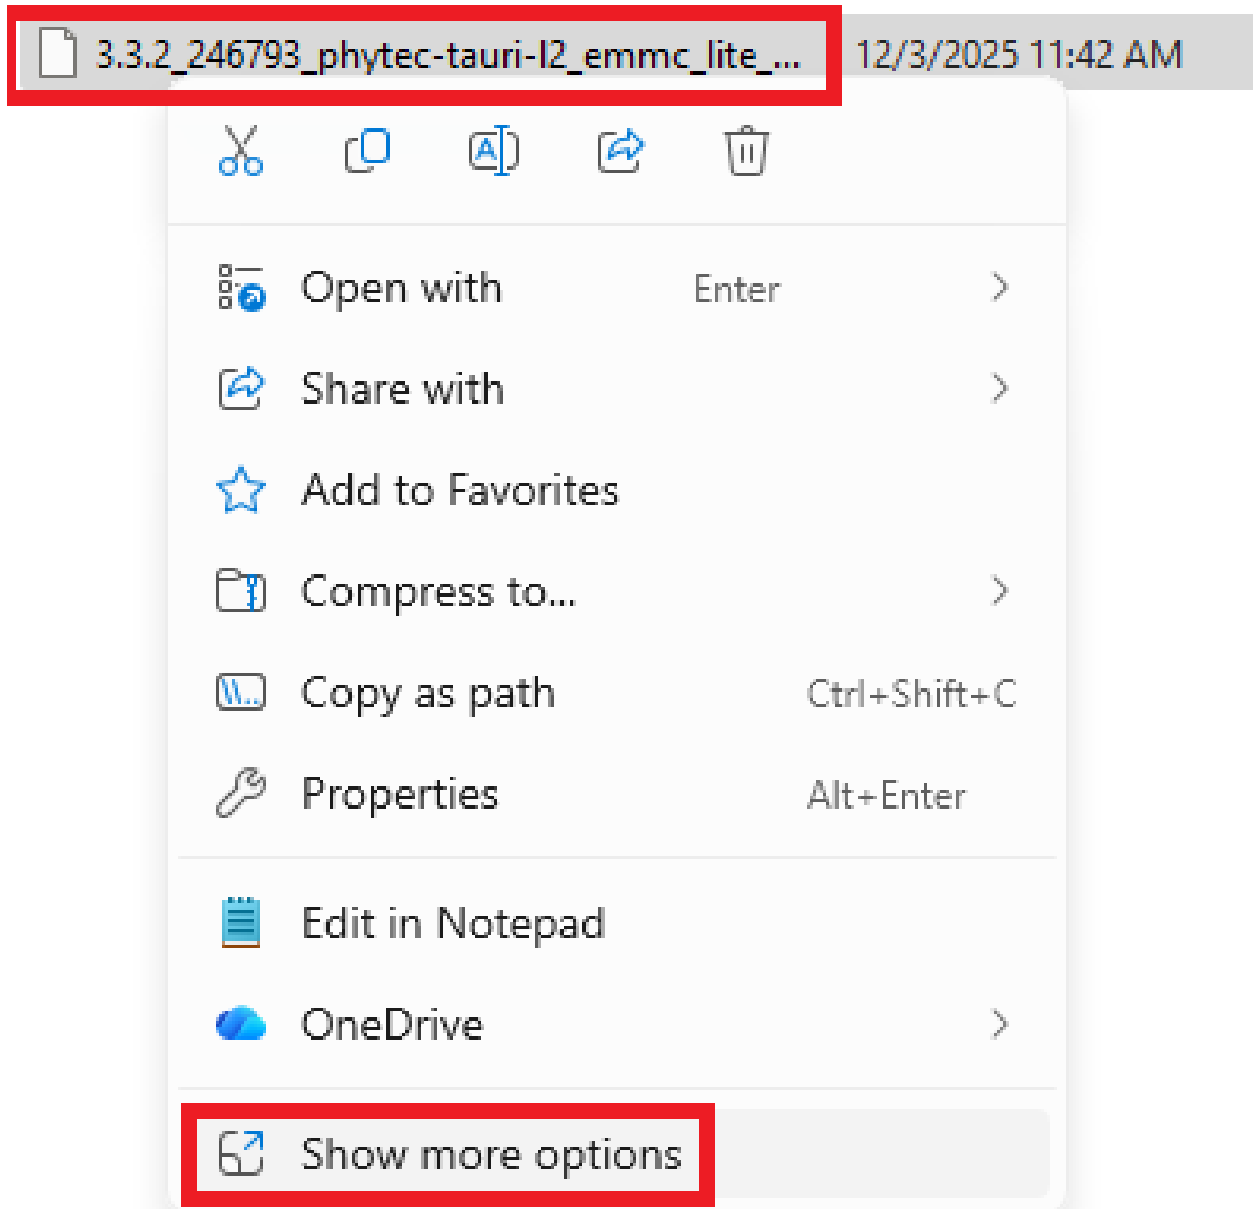 3.3.2_246793_phytec-tauri-l2_emmc_lite_... 12/3/2025 11:42 AM
Open with Enter
Share with
Add to Favorites
Compress to...
Copy as path Ctrl+Shift+C
Properties Alt+Enter
Edit in Notepad
OneDrive
Show more options